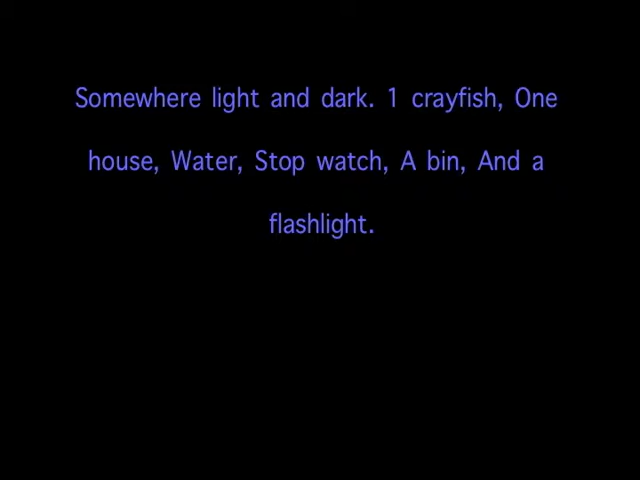 Somewhere light and dark. 1 crayfish, One
house, Water, Stop watch, A bin, And a
flashlight.